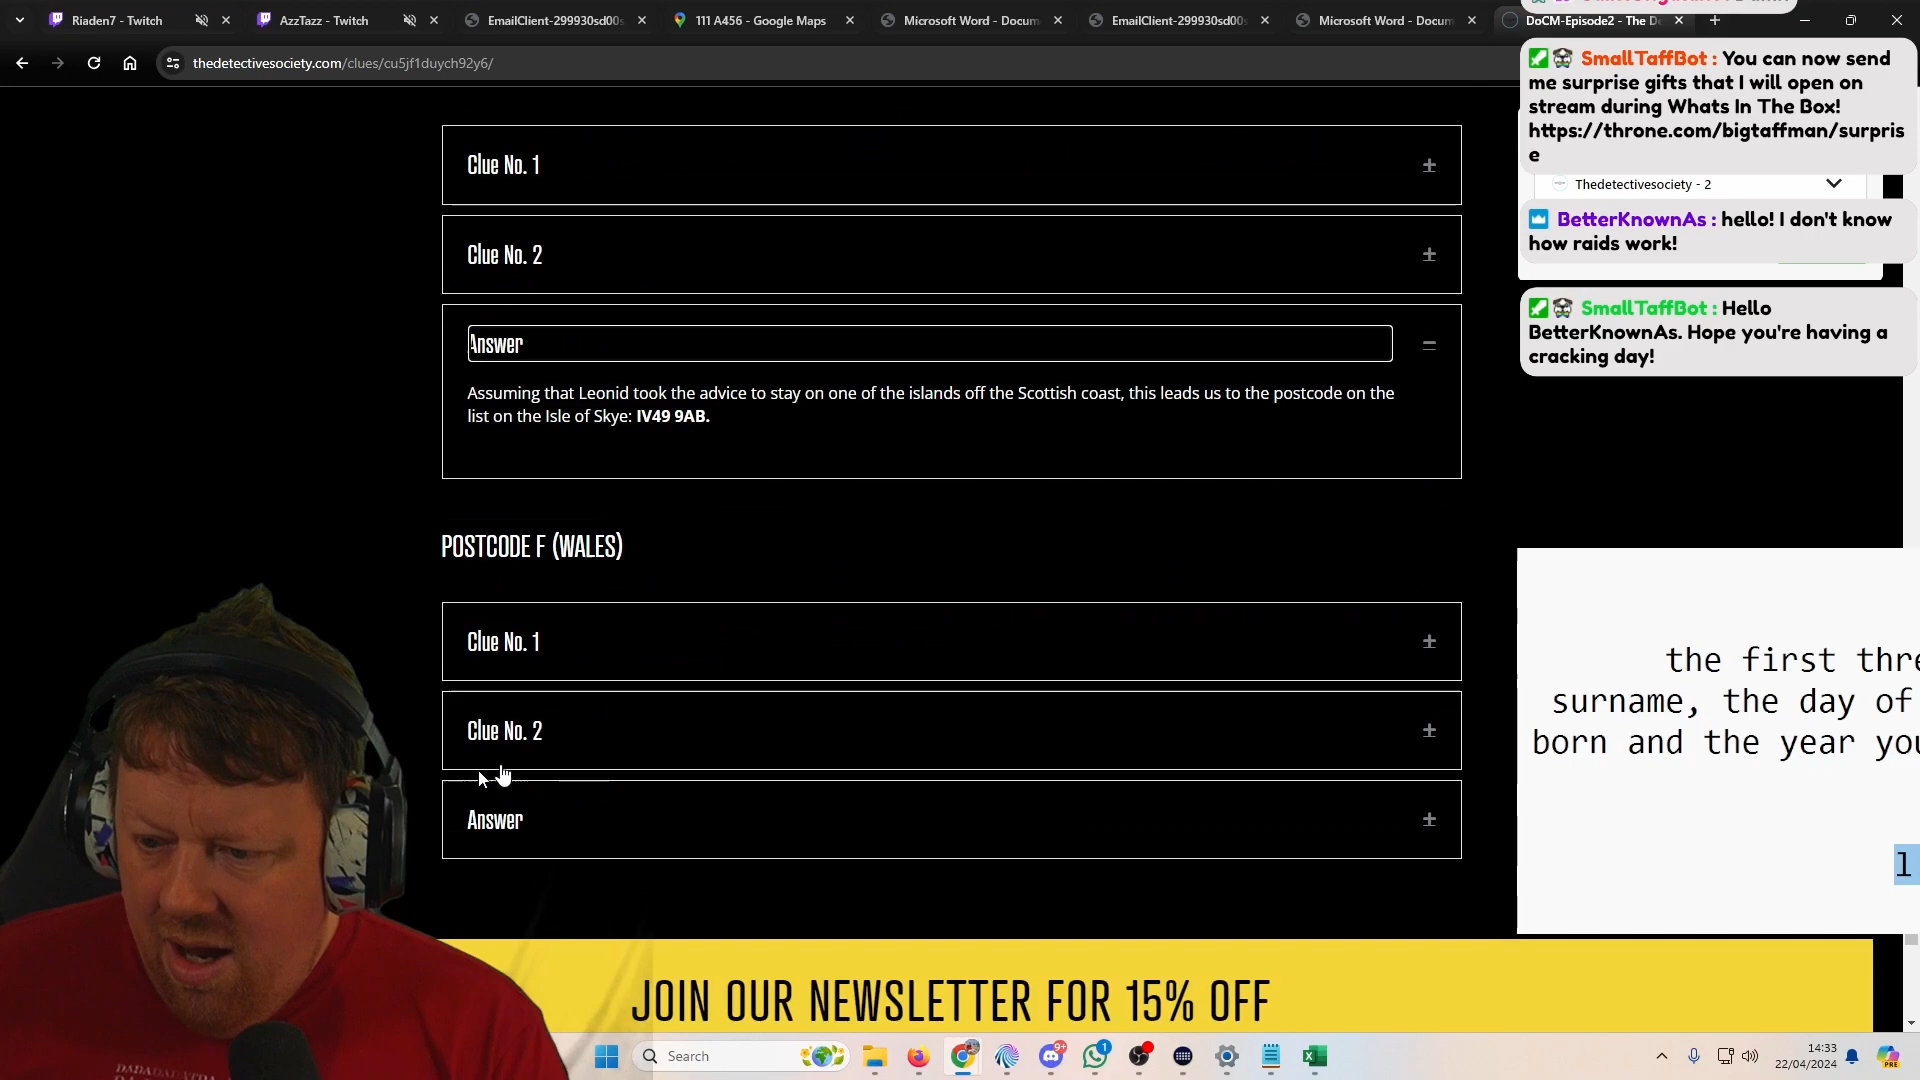 Riaden7 - Twitch
AzzTazz - Twitch
EmailClient-299930sd00s
111 A456 - Google Maps
Microsoft Word - Docum
EmailClient-299930sd00s
Microsoft Word - Docum
DoCM-Episode2 - The De
thedetectivesociety.com/clues/cu5jf1duych92y6/
SmallTaffBot : You can now send
me surprise gifts that I will open on
stream during Whats In The Box!
https://throne.com/bigtaffman/surpris
e
Thedetectivesociety - 2
BetterKnownAs : hello! I don't know
how raids work!
SmallTaffBot : Hello
BetterKnownAs. Hope you're having a
cracking day!
Clue No. 1
Clue No. 2
Answer
Assuming that Leonid took the advice to stay on one of the islands off the Scottish coast, this leads us to the postcode on the
list on the Isle of Skye: IV49 9AB.
POSTCODE F (WALES)
Clue No. 1
Clue No. 2
Answer
the first thre
surname, the day of
born and the year you
l
JOIN OUR NEWSLETTER FOR 15% OFF
Search
9+
1
14:33
22/04/2024
PRE